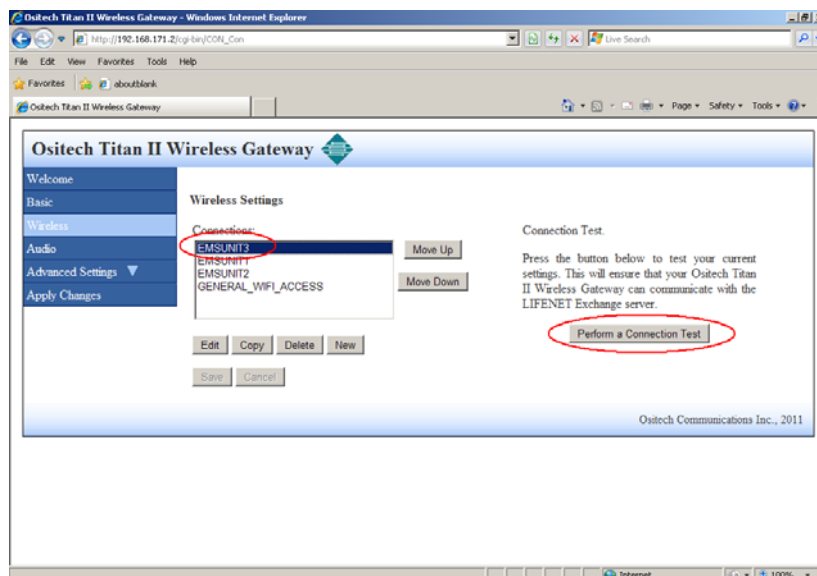 Ositech Titan II Wireless Gateway - Windows Internet Explorer
http://192.168.171.2/cgi-bin/CON_Con
Live Search
File Edit View Favorites Tools Help
Favorites aboutblank
Ositech Titan II Wireless Gateway
Page Safety Tools
Ositech Titan II Wireless Gateway
Welcome
Basic
Wireless
Audio
Advanced Settings
Apply Changes
Wireless Settings
Connections:
EMSUNIT3
EMSUNIT1
EMSUNIT2
GENERAL_WIFI_ACCESS
Move Up
Move Down
Edit Copy Delete New
Save Cancel
Connection Test.
Press the button below to test your current
settings. This will ensure that your Ositech Titan
II Wireless Gateway can communicate with the
LIFENET Exchange server.
Perform a Connection Test
Ositech Communications Inc., 2011
Internet
100%